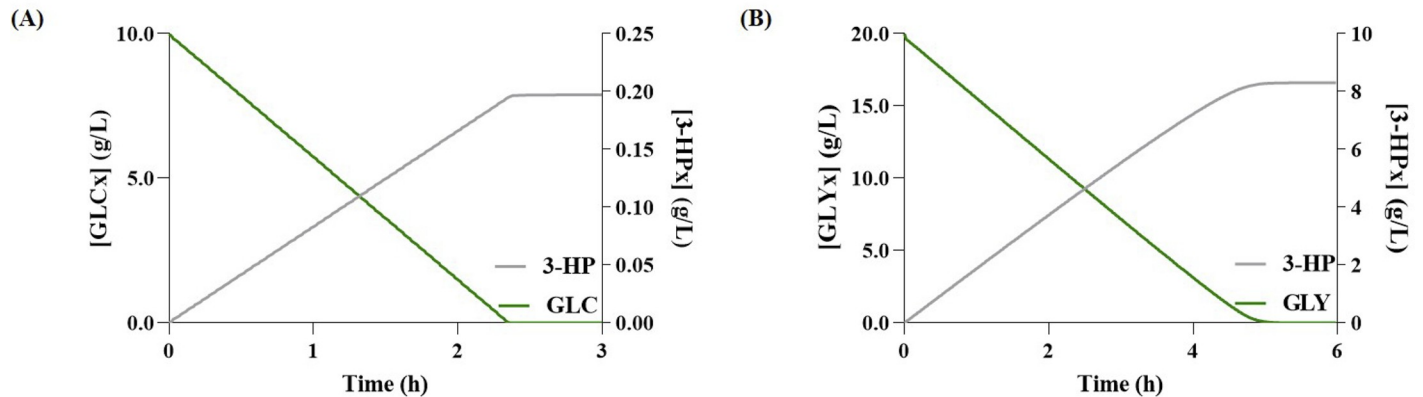 (A)
10.0
5.0
0.0
[GLCx] (g/L)
0.25
0.20
0.15
0.10
0.05
0.00
[3-HPx] (g/L)
3-HP
GLC
0 1 2 3
Time (h)
(B)
20.0
15.0
10.0
5.0
0.0
[GLYx] (g/L)
10
8
6
4
2
0
[3-HPx] (g/L)
3-HP
GLY
0 2 4 6
Time (h)